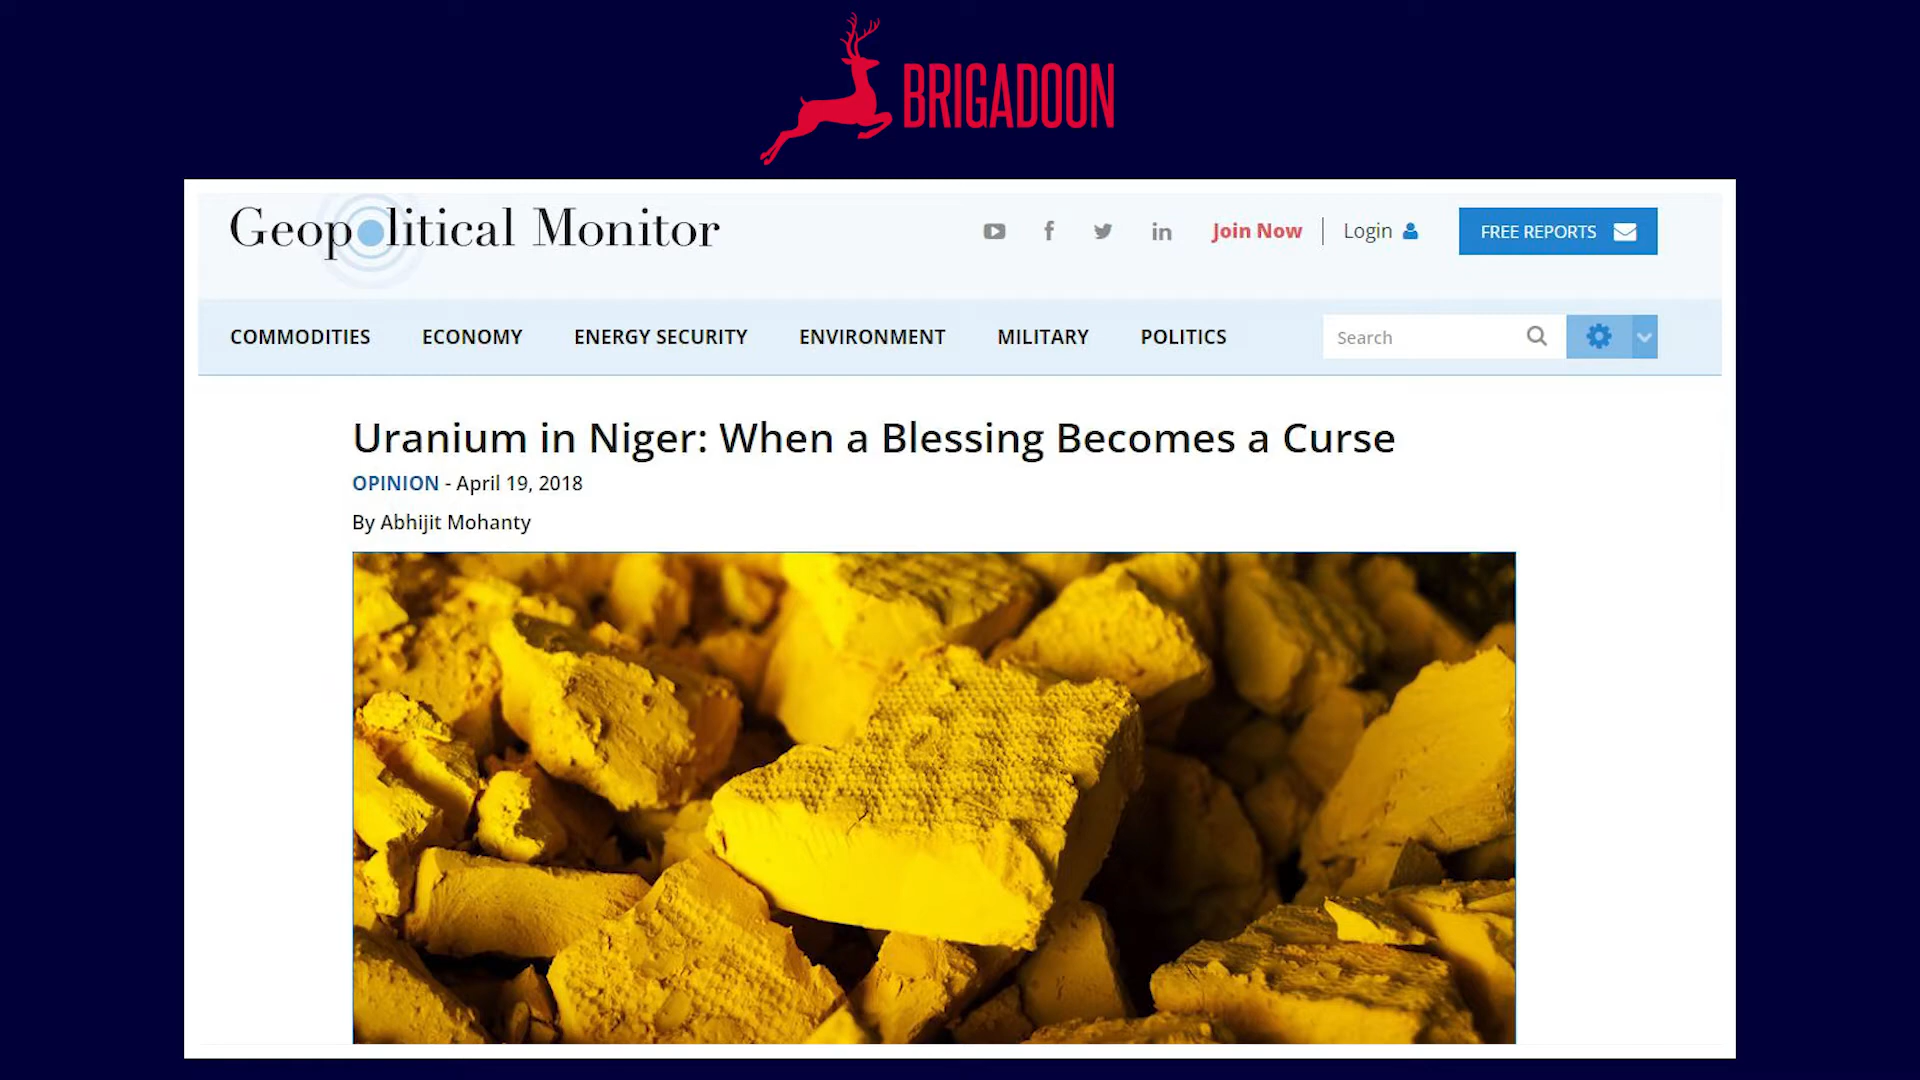 BRIGADOON
Geopolitical Monitor
Join Now
Login
FREE REPORTS
COMMODITIES
ECONOMY
ENERGY SECURITY
ENVIRONMENT
MILITARY
POLITICS
Search
Uranium in Niger: When a Blessing Becomes a Curse
OPINION - April 19, 2018
By Abhijit Mohanty